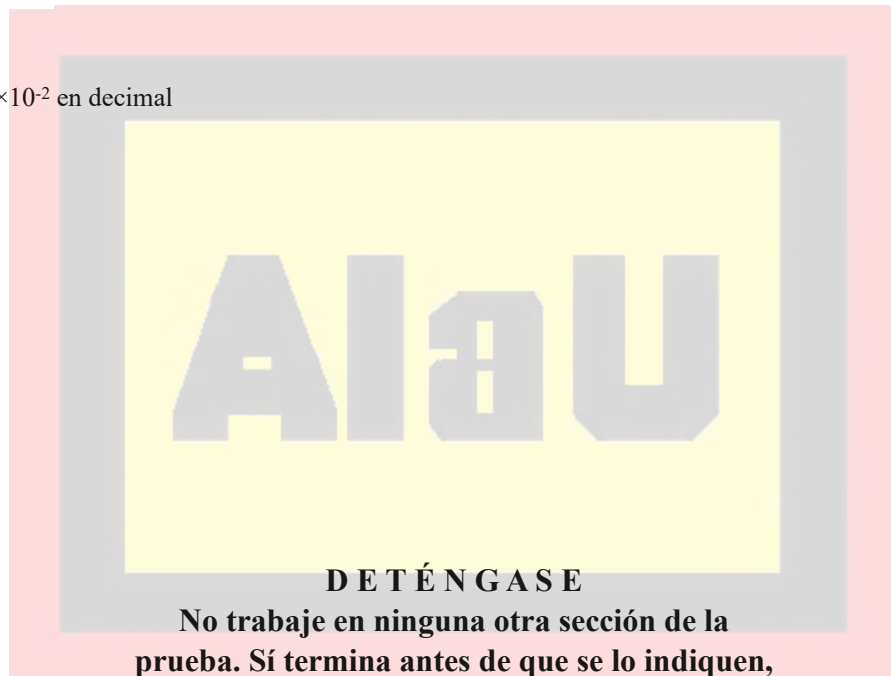 ×10-² en decimal
AlaU
D E T É N G A S E
No trabaje en ninguna otra sección de la
prueba. Sí termina antes de que se lo indiquen,